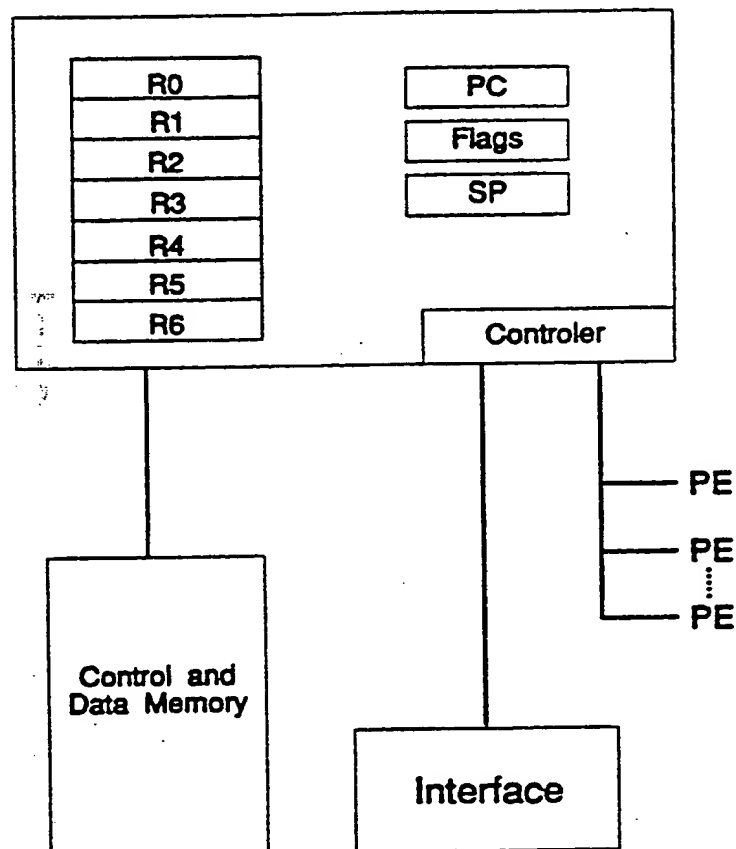 R0
R1
R2
R3
R4
R5
R6
PC
Flags
SP
Controler
PE
PE
PE
Control and
Data Memory
Interface